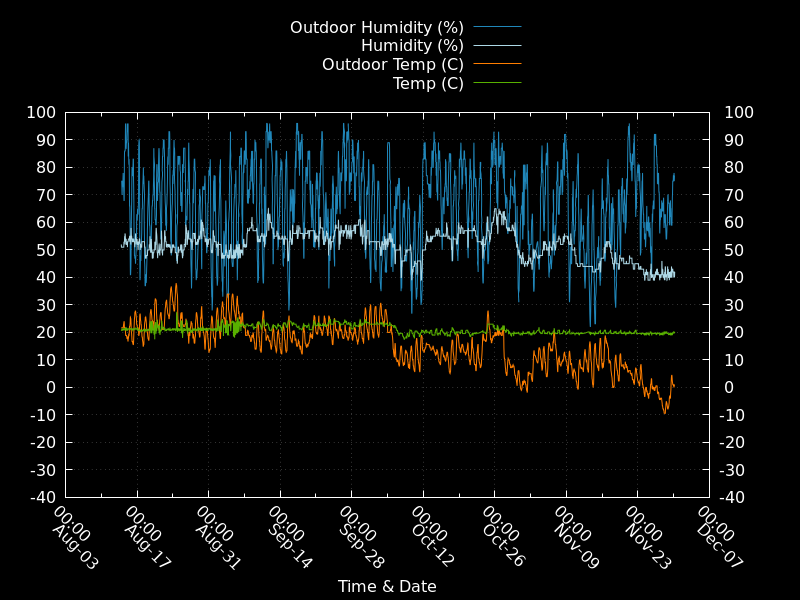 Outdoor Humidity (%)
Humidity (%)
Outdoor Temp (C)
Temp (C)
100 100
90 90
80 80
70 70
60 60
50 50
40 40
30 30
20 20
10 10
0 0
-10 -10
-20 -20
-30 -30
-40 -40
00:00 Aug-03
00:00 Aug-17
00:00 Aug-31
00:00 Sep-14
00:00 Sep-28
00:00 Oct-12
00:00 Oct-26
00:00 Nov-09
00:00 Nov-23
00:00 Dec-07
Time & Date